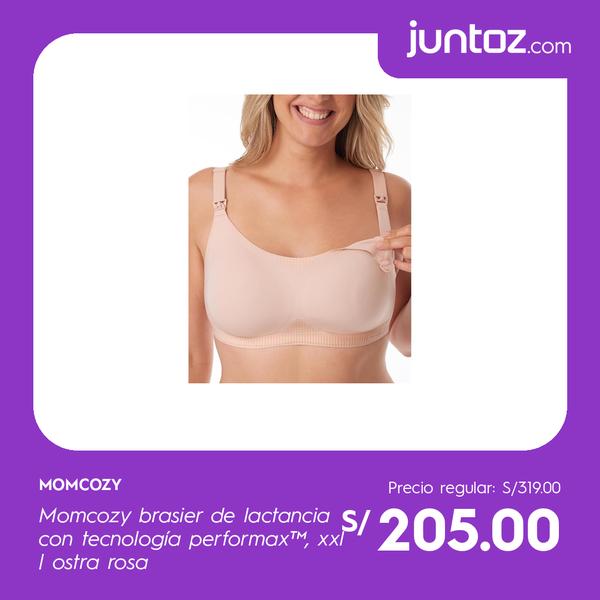 juntoz.com
MOMCOZY
Momcozy brasier de lactancia
con tecnología performax™, xxl
| ostra rosa
Precio regular: S/319.00
S/ 205.00